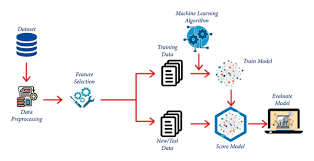 Dataset
Data
Preprocessing
Feature
Selection
Machine Learning
Algorithm
Training
Data
Train Model
New/Test
Data
Score Model
Evaluate
Model